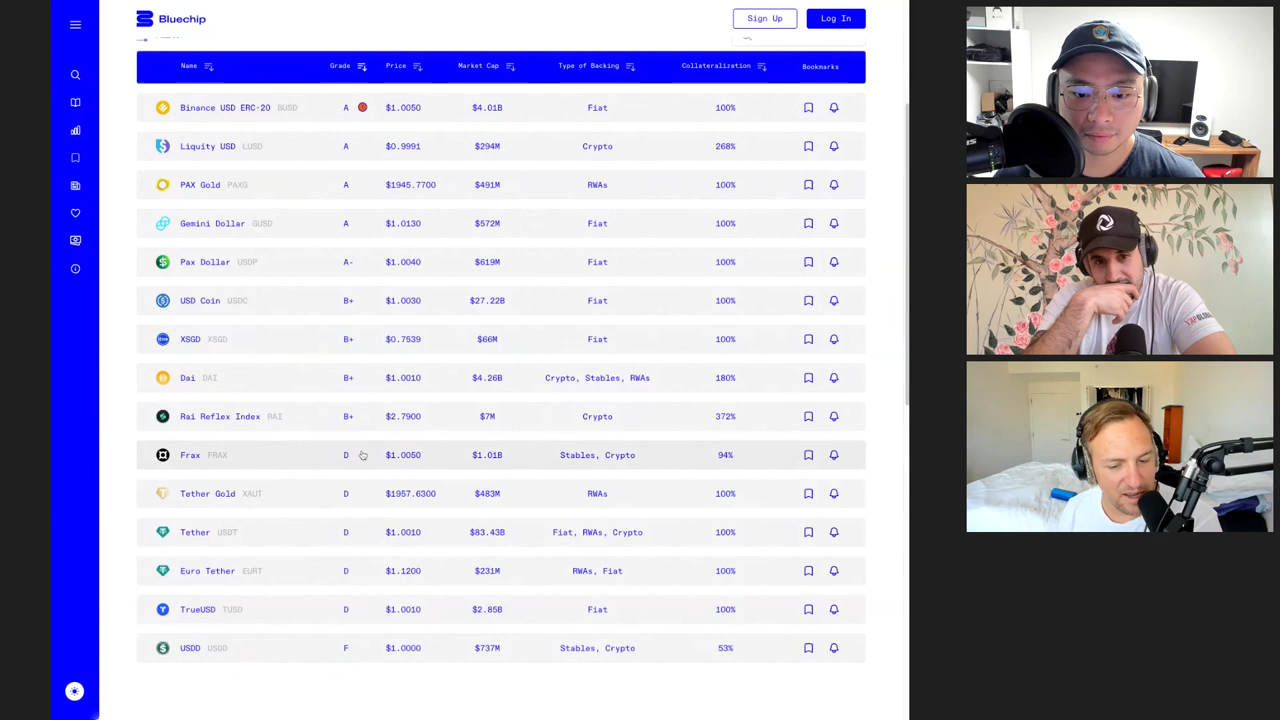 Bluechip
Sign Up
Log In
Name Grade Price Market Cap Type of Backing Collateralization Bookmarks
Binance USD ERC-20 BUSD A $1.0050 $4.01B Fiat 100%
Liquity USD LUSD A $0.9991 $294M Crypto 268%
PAX Gold PAXG A $1945.7700 $491M RWAs 100%
Gemini Dollar GUSD A $1.0130 $572M Fiat 100%
Pax Dollar USDP A- $1.0040 $619M Fiat 100%
USD Coin USDC B+ $1.0030 $27.22B Fiat 100%
XSGD XSGD B+ $0.7539 $66M Fiat 100%
Dai DAI B+ $1.0010 $4.26B Crypto, Stables, RWAs 180%
Rai Reflex Index RAI B+ $2.7900 $7M Crypto 372%
Frax FRAX D $1.0050 $1.01B Stables, Crypto 94%
Tether Gold XAUT D $1957.6300 $483M RWAs 100%
Tether USDT D $1.0010 $83.43B Fiat, RWAs, Crypto 100%
Euro Tether EURT D $1.1200 $231M RWAs, Fiat 100%
TrueUSD TUSD D $1.0010 $2.85B Fiat 100%
USDD USDD F $1.0000 $737M Stables, Crypto 53%